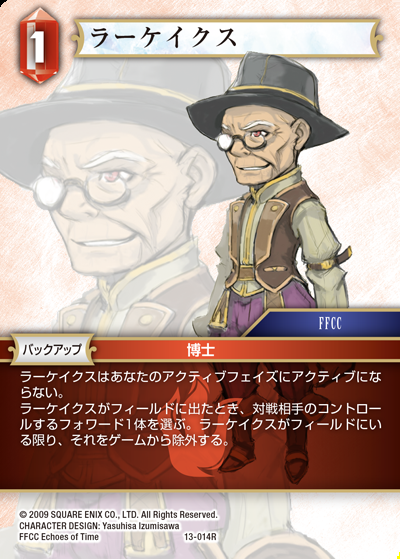 1
ラーケイクス
FFCC
バックアップ
博士
ラーケイクスはあなたのアクティブフェイズにアクティブにな
らない。
ラーケイクスがフィールドに出たとき、対戦相手のコントロー
ルするフォワード1体を選ぶ。ラーケイクスがフィールドにい
る限り、それをゲームから除外する。
© 2009 SQUARE ENIX CO., LTD. All Rights Reserved.
CHARACTER DESIGN: Yasuhisa Izumisawa
FFCC Echoes of Time
13-014R